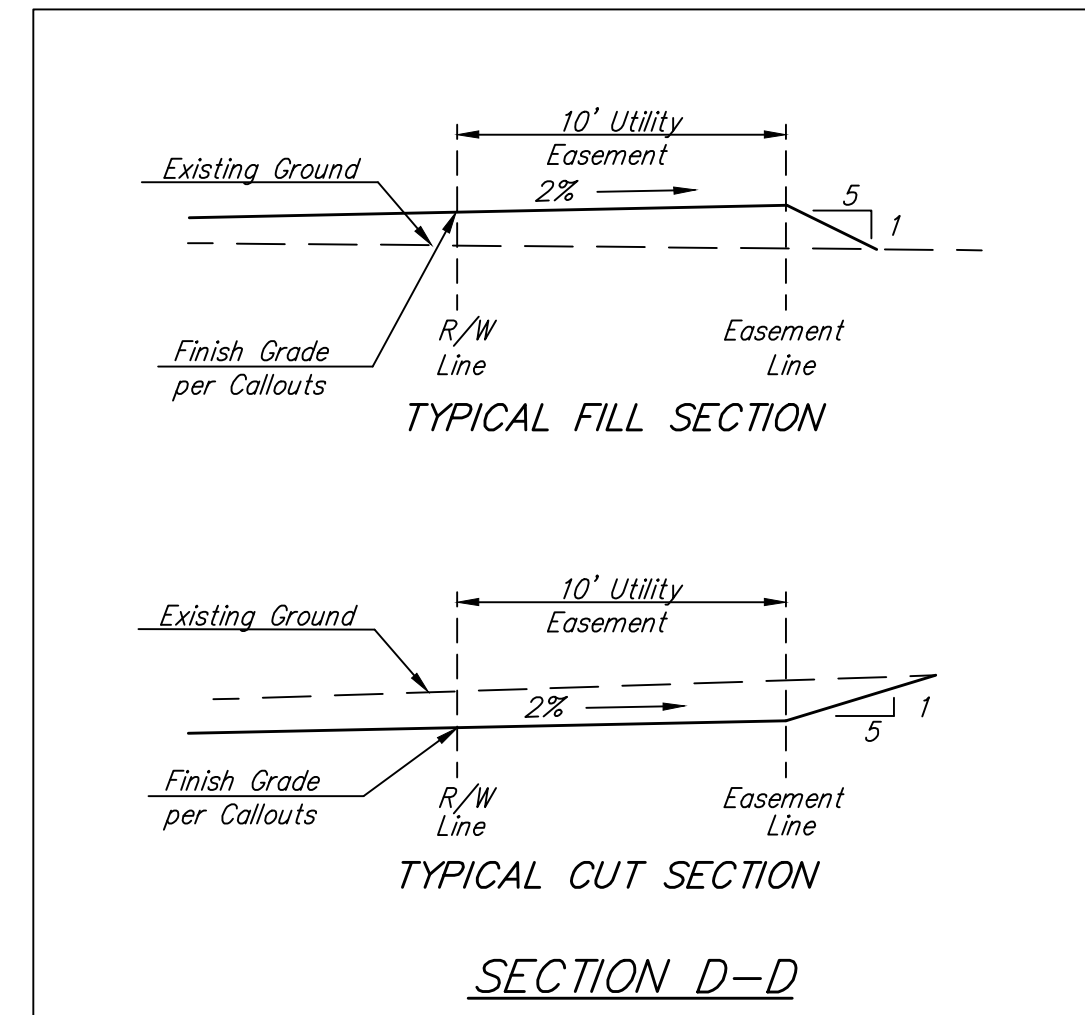 10' Utility
Easement
Existing Ground
2%
5
1
Finish Grade
per Callouts
R/W
Line
Easement
Line
TYPICAL FILL SECTION
10' Utility
Easement
Existing Ground
2%
1
5
Finish Grade
per Callouts
R/W
Line
Easement
Line
TYPICAL CUT SECTION
SECTION D-D